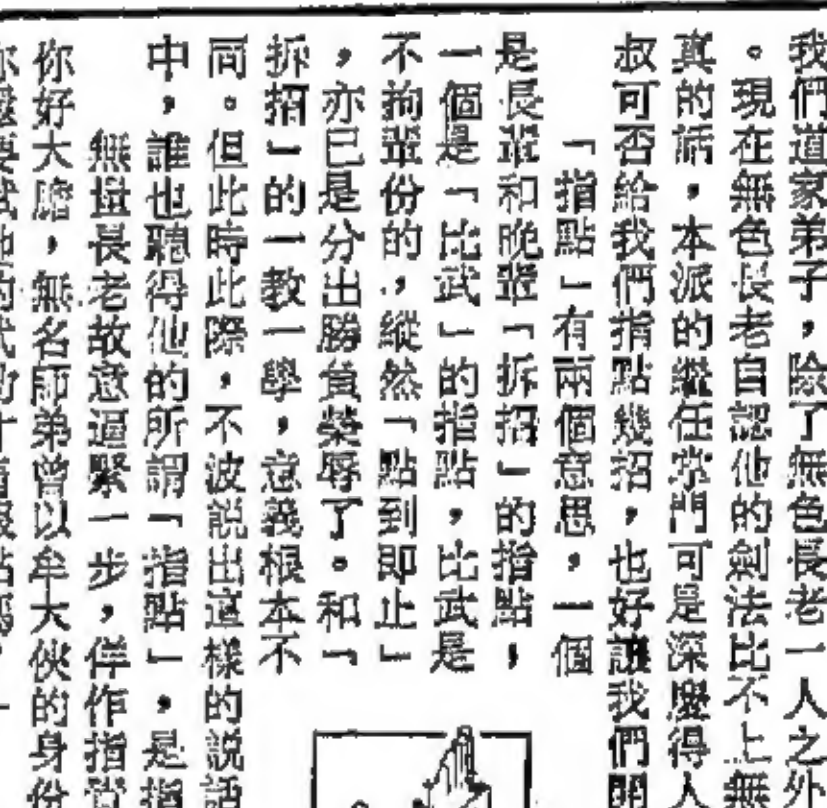 我們道家弟子，除了無色長老一人之外
。現在無色長老自認他的劍法比不上無
真的話，本派的繼任掌門可是深慶得人
叔可否給我們指點幾招，也好讓我們開
「指點」有兩個意思，一個
是長輩和晚輩「拆招」的指點，
一個是「比武」的指點，比武是
不拘輩份的，縱然「點到即止」
，亦已是分出勝負榮辱了。和「
拆招」的一教一學，意義根本不
同。但此時此際，不波說出這樣的說話
中，誰也聽得他的所謂「指點」，是指
無量長老故意逼緊一步，佯作指責
你好大膽，無名師弟曾以牟大俠的身份